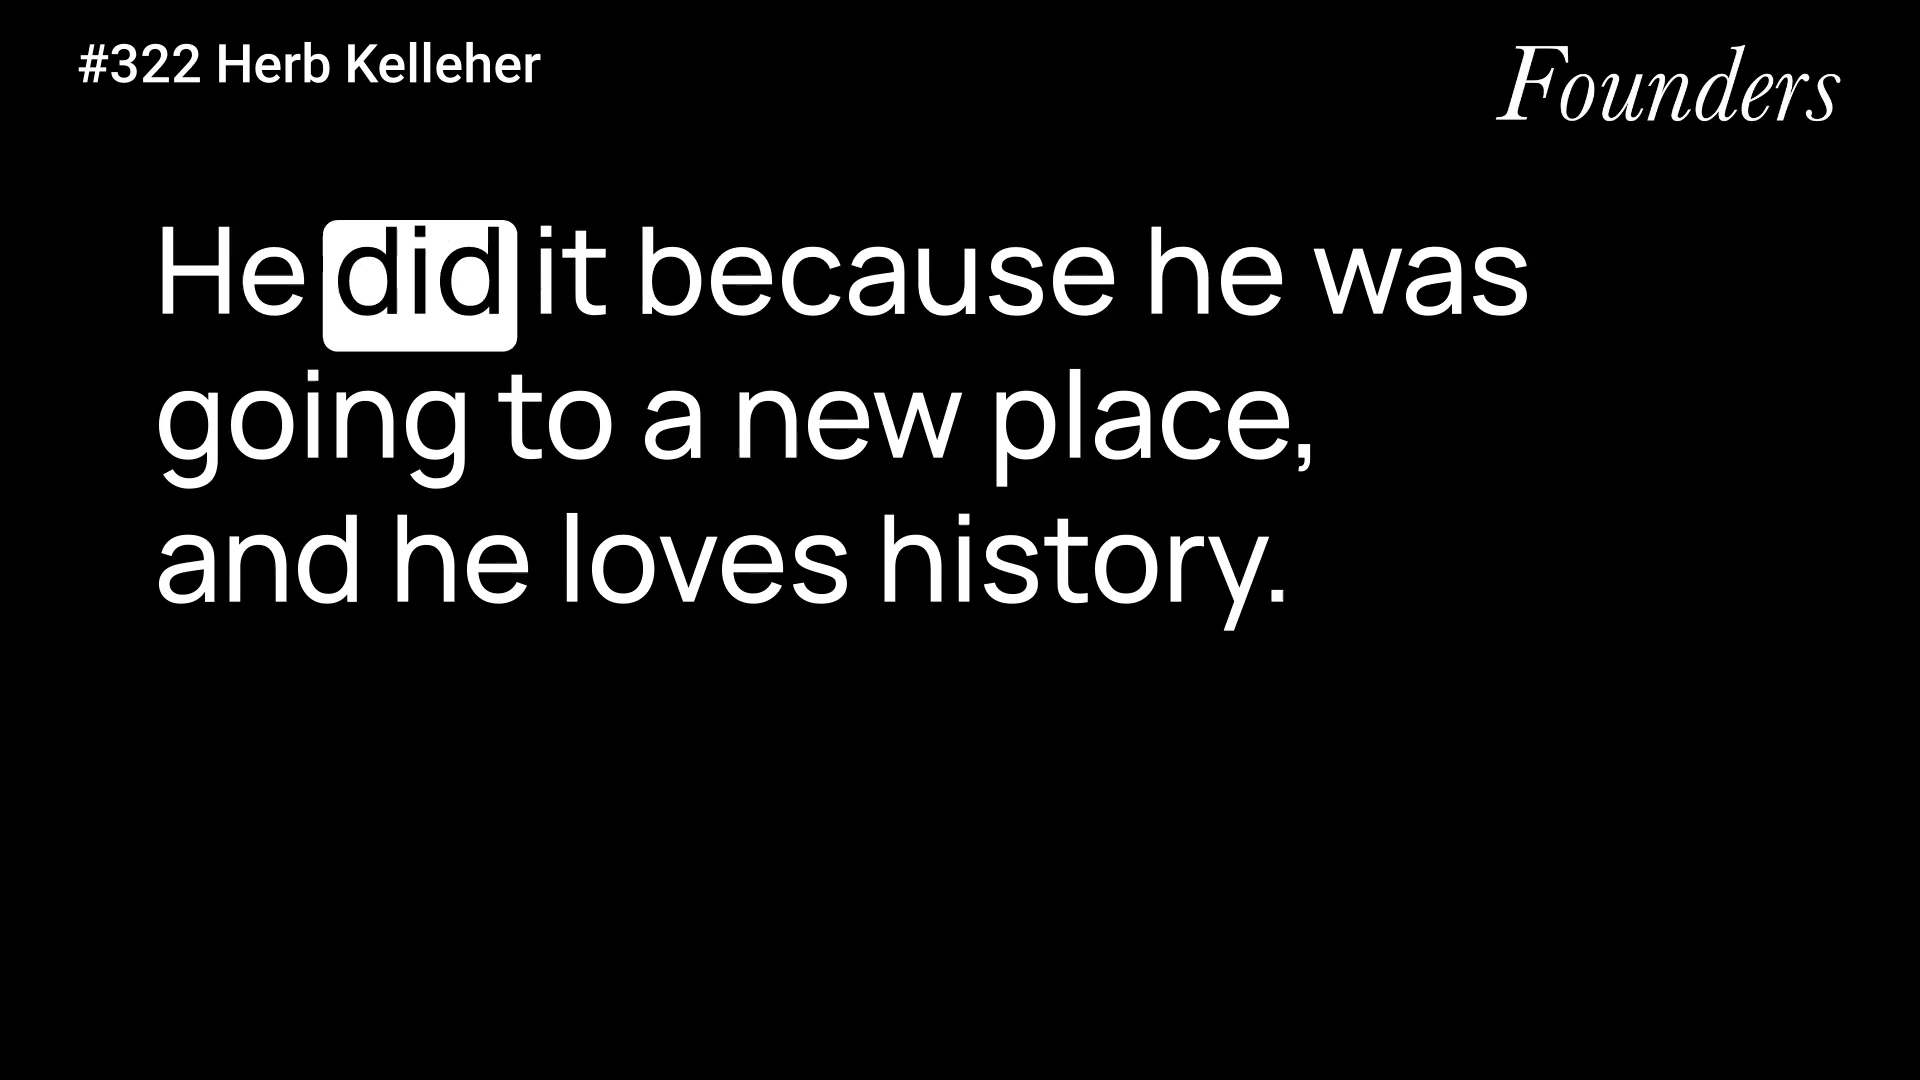 #322 Herb Kelleher
Founders
He did it because he was
going to a new place,
and he loves history.